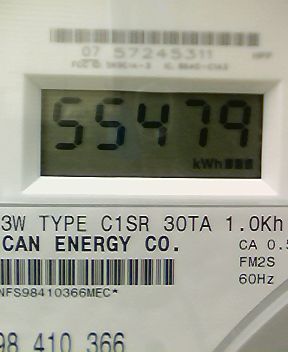 07 57245311
55479
kWh
3W TYPE C1SR 30TA 1.0Kh
CAN ENERGY CO.
CA 0.5
FM2S
60Hz
NFS98410366MEC*
98 410 366